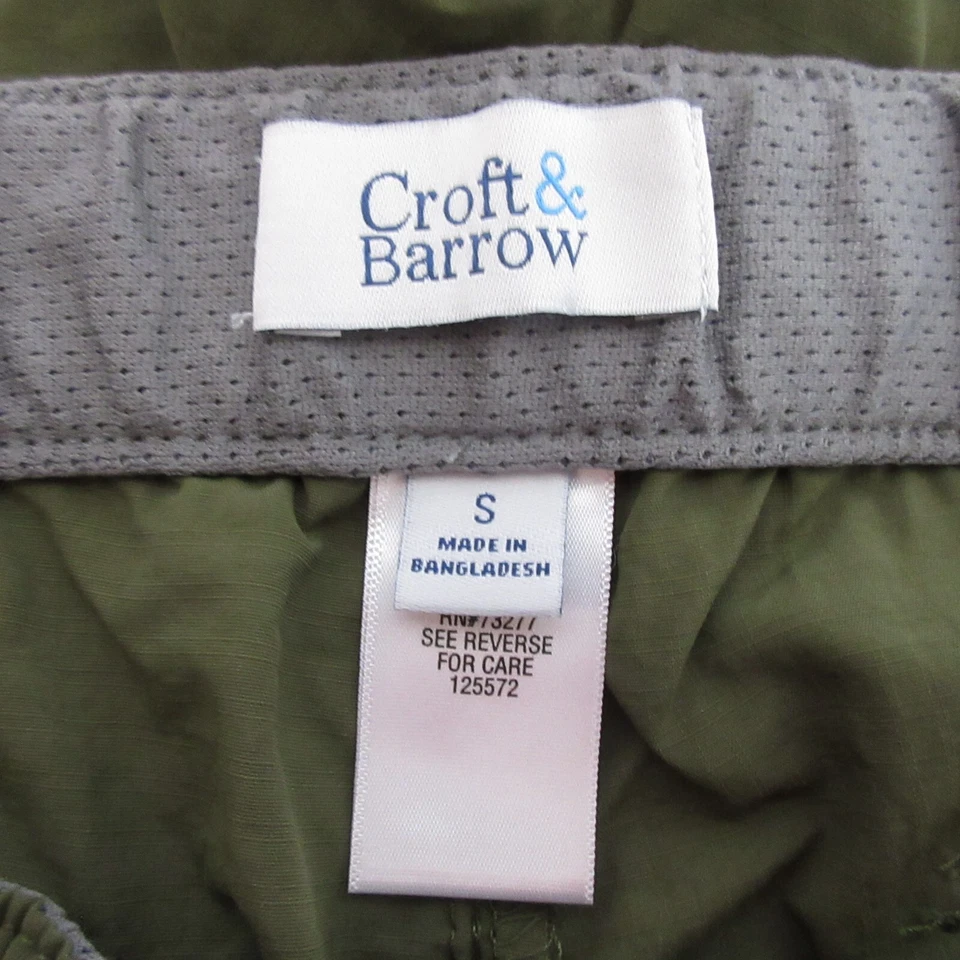 Croft&
Barrow
S
MADE IN
BANGLADESH
RN#73277
SEE REVERSE
FOR CARE
125572